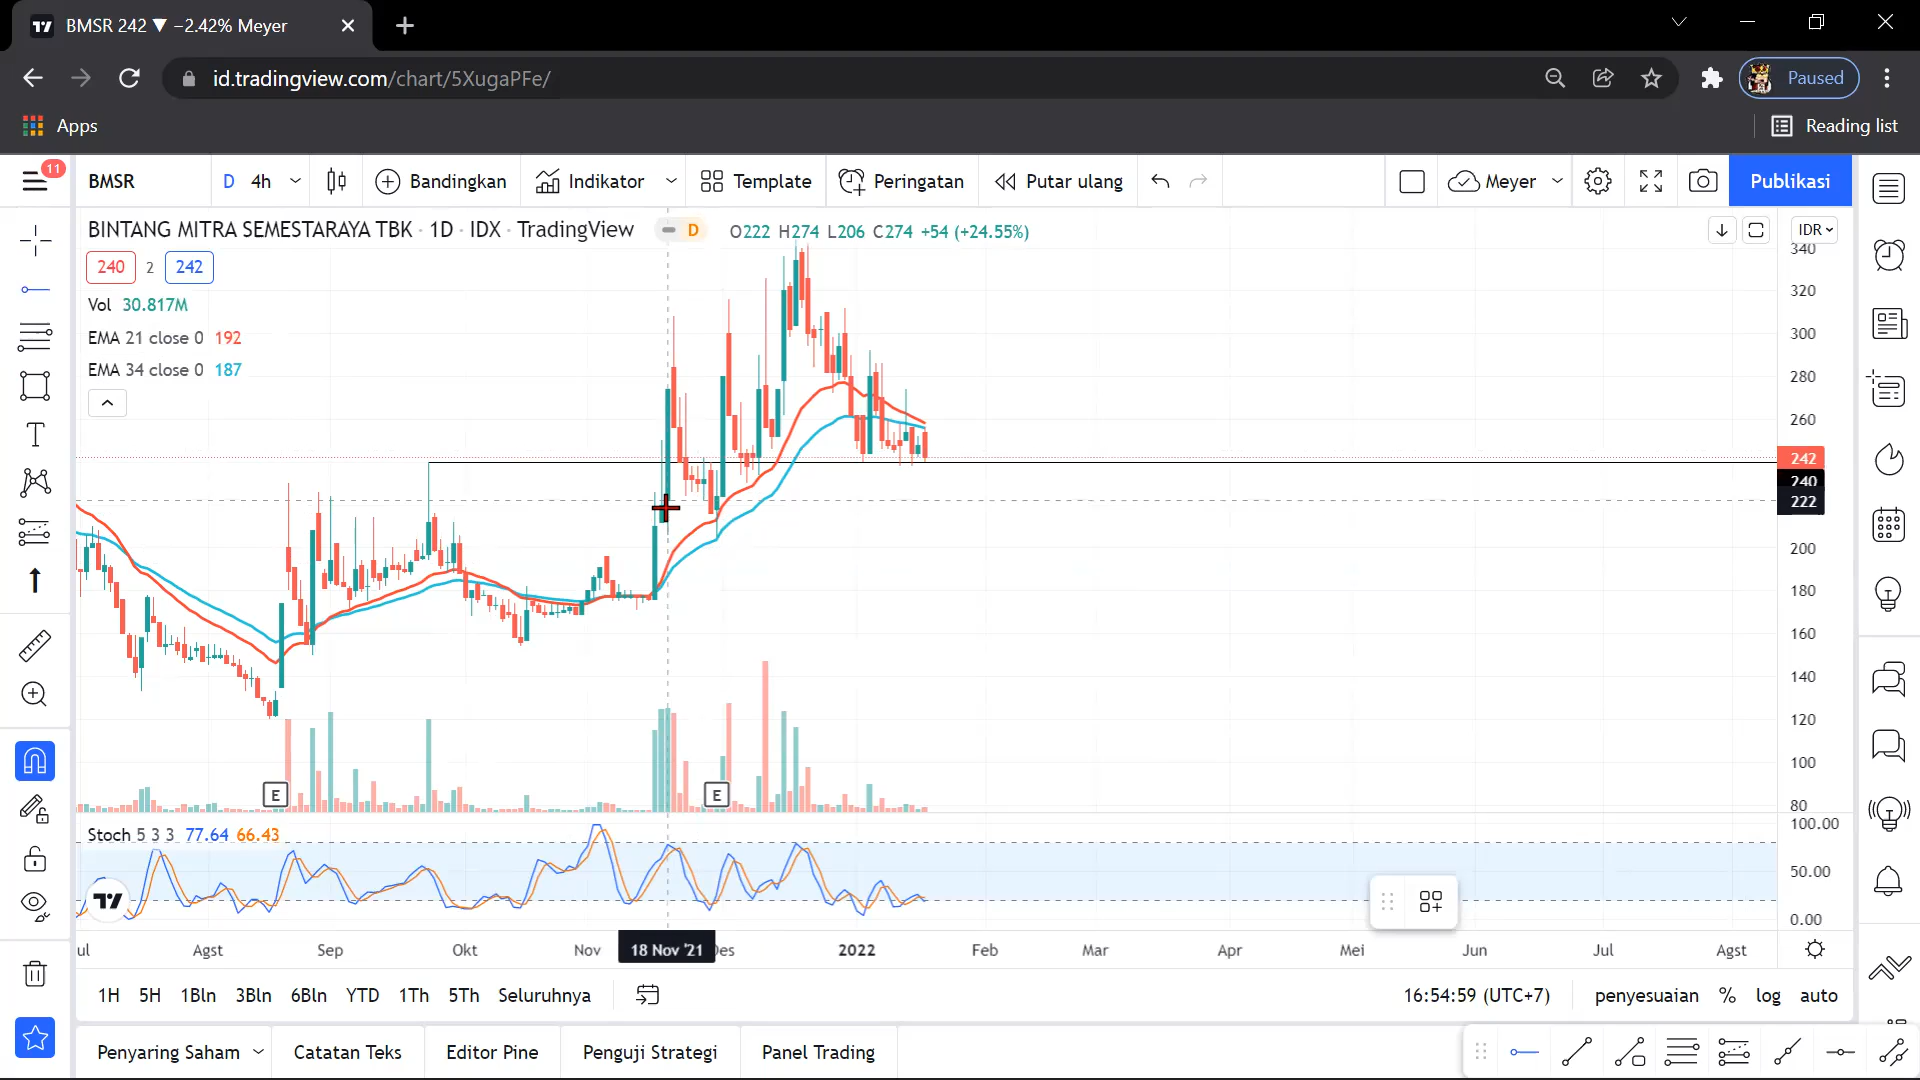 BMSR 242 ▼ −2.42% Meyer
id.tradingview.com/chart/5XugaPFe/
Paused
Apps
Reading list
11
BMSR
D 4h
Bandingkan
Indikator
Template
Peringatan
Putar ulang
Meyer
Publikasi
BINTANG MITRA SEMESTARAYA TBK · 1D · IDX · TradingView
D
O222 H274 L206 C274 +54 (+24.55%)
IDR
240 2 242
Vol 30.817M
EMA 21 close 0 192
EMA 34 close 0 187
340
320
300
280
260
242
240
222
200
180
160
140
120
100
80
E
E
Stoch 5 3 3 77.64 66.43
100.00
50.00
0.00
ul Agst Sep Okt Nov 18 Nov '21 Des 2022 Feb Mar Apr Mei Jun Jul Agst
1H 5H 1Bln 3Bln 6Bln YTD 1Th 5Th Seluruhnya
16:54:59 (UTC+7)
penyesuaian % log auto
Penyaring Saham
Catatan Teks
Editor Pine
Penguji Strategi
Panel Trading